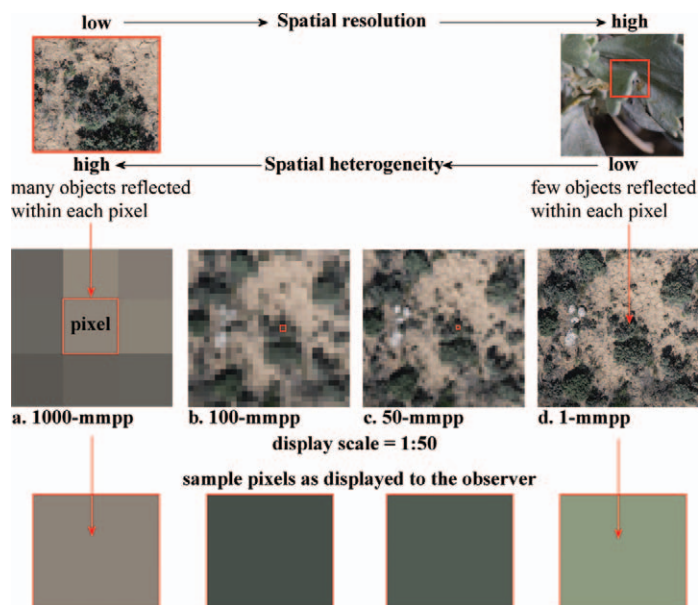 low Spatial resolution high
high Spatial heterogeneity low
many objects reflected
within each pixel
few objects reflected
within each pixel
pixel
a. 1000-mmpp b. 100-mmpp c. 50-mmpp d. 1-mmpp
display scale = 1:50
sample pixels as displayed to the observer